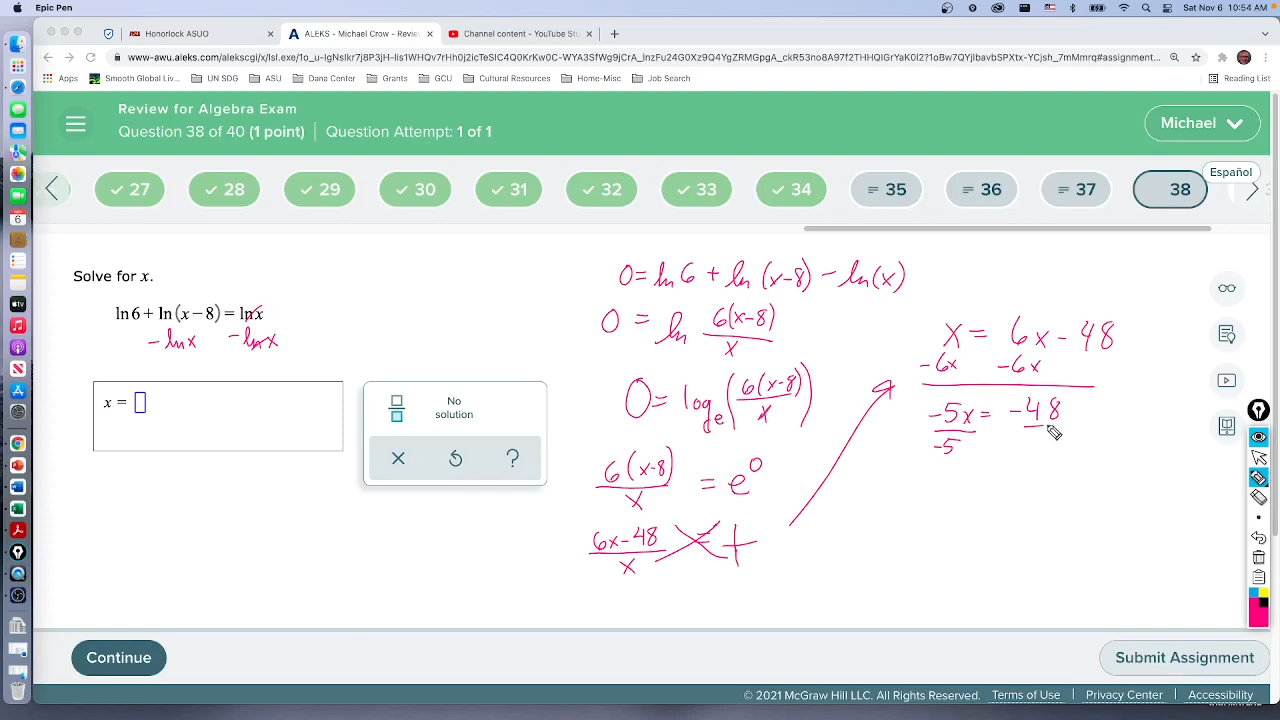 Epic Pen
Sat Nov 6 10:54 AM
Honorlock ASUO
ALEKS - Michael Crow - Revie
Channel content - YouTube Stu
Apps
Smooth Global Livi...
UN SDG
ASU
Dana Center
Grants
GCU
Cultural Resources
Home-Misc
Job Search
Reading List
Review for Algebra Exam
Question 38 of 40 (1 point)
Question Attempt: 1 of 1
Michael
Español
27 28 29 30 31 32 33 34 35 36 37 38
Solve for x.
ln 6 + ln(x − 8) = ln x
− ln x − ln x
x =
No
solution
?
0 = ln 6 + ln (x−8) − ln(x)
0 = ln 6(x−8)/x
0 = logₑ(6(x−8)/x)
6(x−8)/x = e⁰
6x−48/x = 1
x = 6x − 48
−6x −6x
−5x = −48
−5
Continue
Submit Assignment
© 2021 McGraw Hill LLC. All Rights Reserved. Terms of Use | Privacy Center | Accessibility